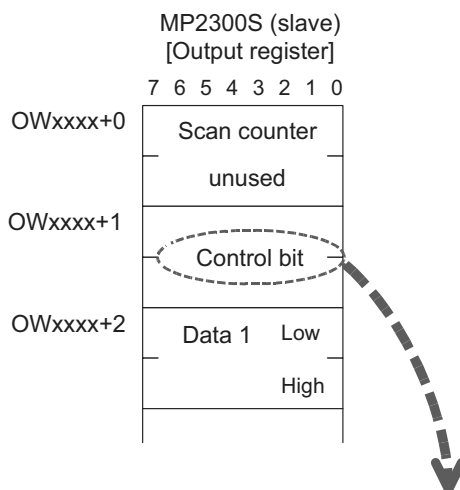 MP2300S (slave)
[Output register]
7 6 5 4 3 2 1 0
OWxxxx+0
Scan counter
unused
OWxxxx+1
Control bit
OWxxxx+2
Data 1 Low
High